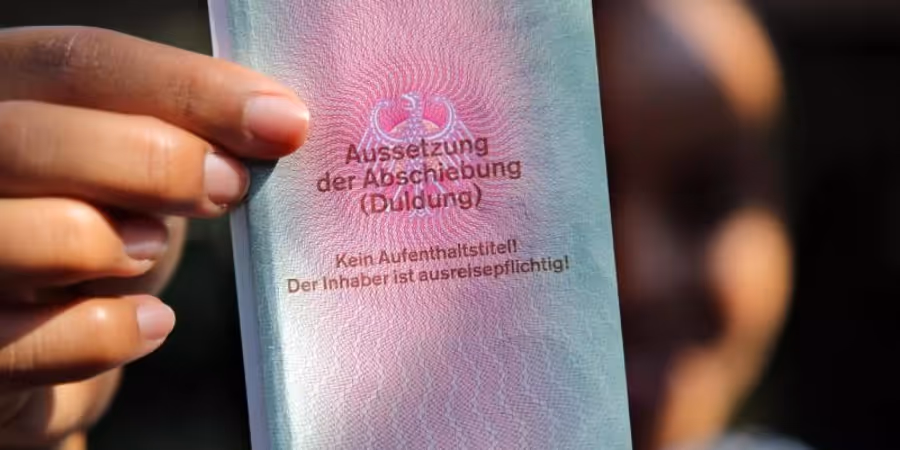 Aussetzung
der Abschiebung
(Duldung)
Kein Aufenthaltstitel!
Der Inhaber ist ausreisepflichtig!